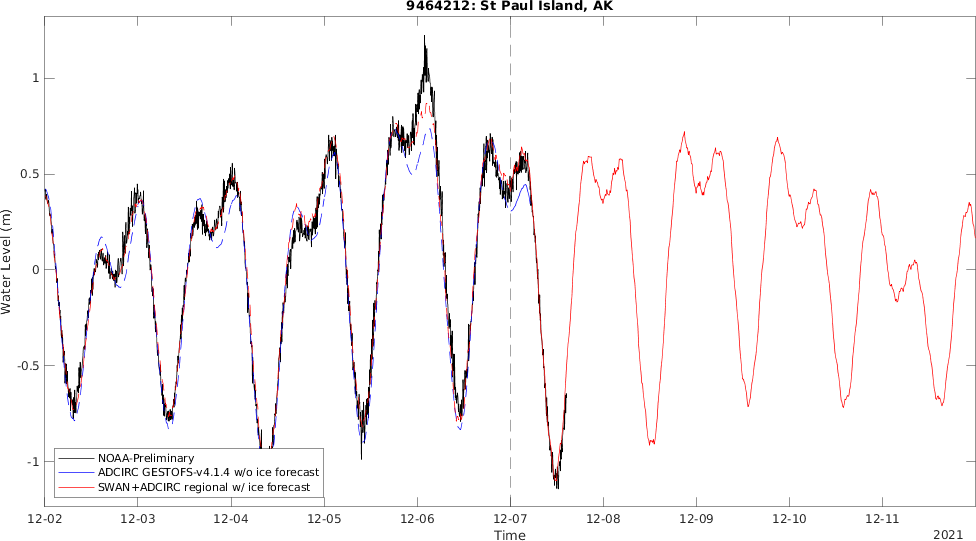 9464212: St Paul Island, AK
Water Level (m)
1
0.5
0
-0.5
-1
NOAA-Preliminary
ADCIRC GESTOFS-v4.1.4 w/o ice forecast
SWAN+ADCIRC regional w/ ice forecast
12-02 12-03 12-04 12-05 12-06 12-07 12-08 12-09 12-10 12-11
Time
2021